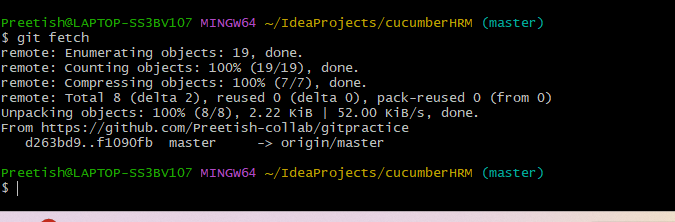 Preetish@LAPTOP-SS3BV107 MINGW64 ~/IdeaProjects/cucumberHRM (master)
$ git fetch
remote: Enumerating objects: 19, done.
remote: Counting objects: 100% (19/19), done.
remote: Compressing objects: 100% (7/7), done.
remote: Total 8 (delta 2), reused 0 (delta 0), pack-reused 0 (from 0)
Unpacking objects: 100% (8/8), 2.22 KiB | 52.00 KiB/s, done.
From https://github.com/Preetish-collab/gitpractice
   d263bd9..f1090fb  master     -> origin/master
Preetish@LAPTOP-SS3BV107 MINGW64 ~/IdeaProjects/cucumberHRM (master)
$